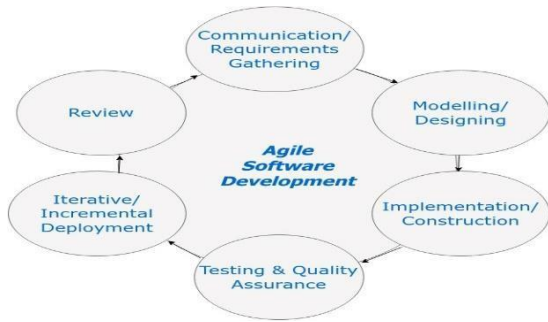 Communication/
Requirements
Gathering
Modelling/
Designing
Implementation/
Construction
Testing & Quality
Assurance
Iterative/
Incremental
Deployment
Review
Agile
Software
Development